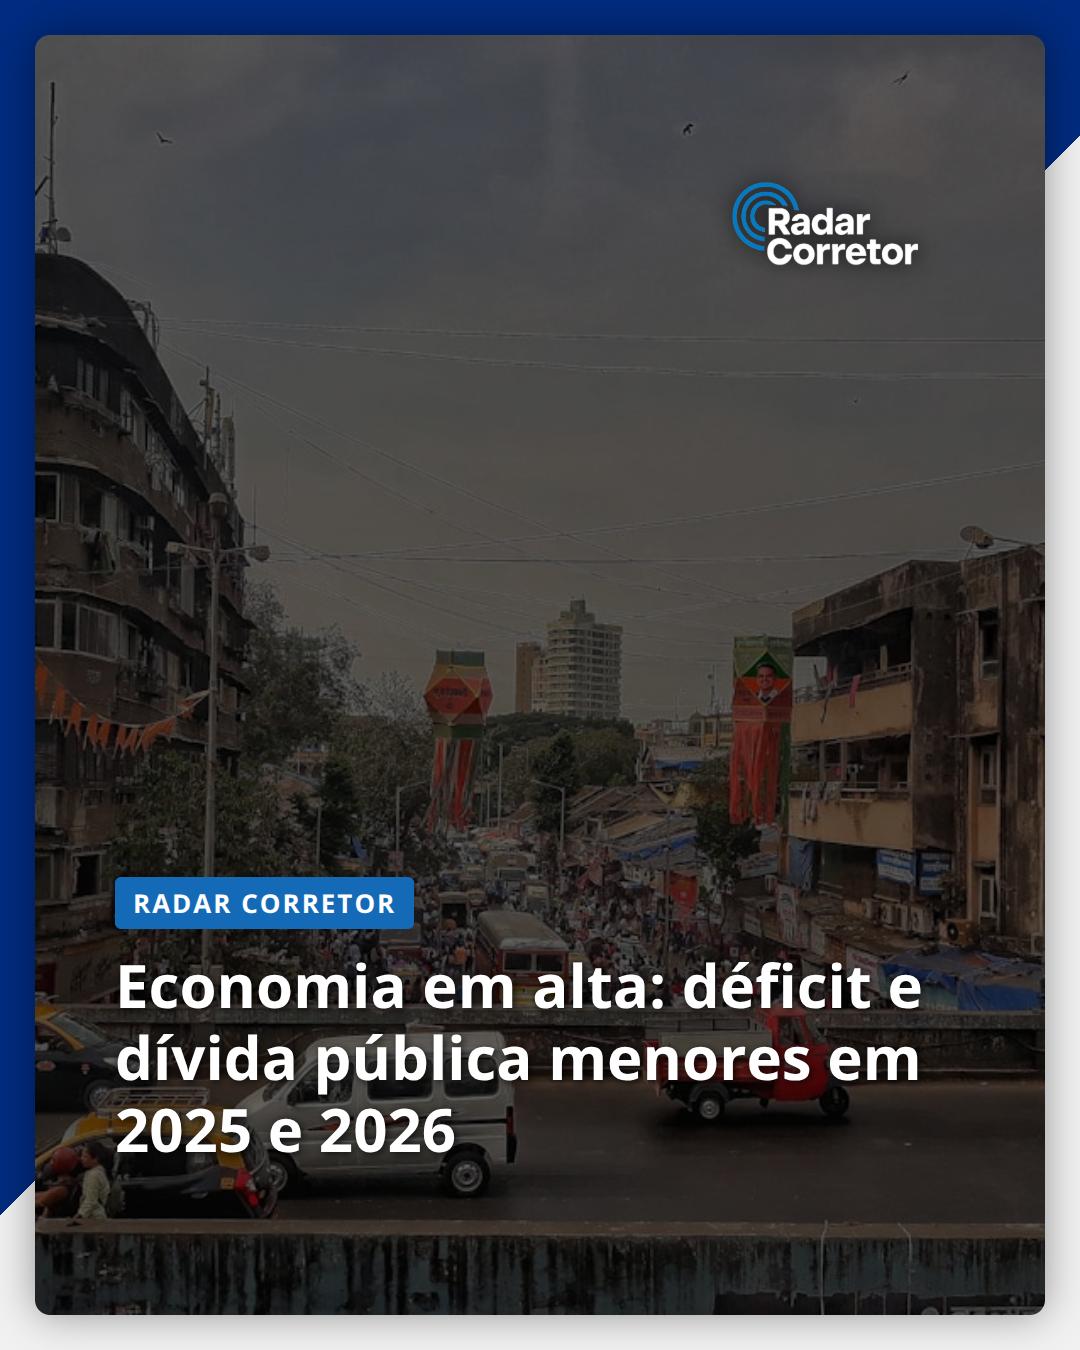 Radar
Corretor
RADAR CORRETOR
Economia em alta: déficit e
dívida pública menores em
2025 e 2026